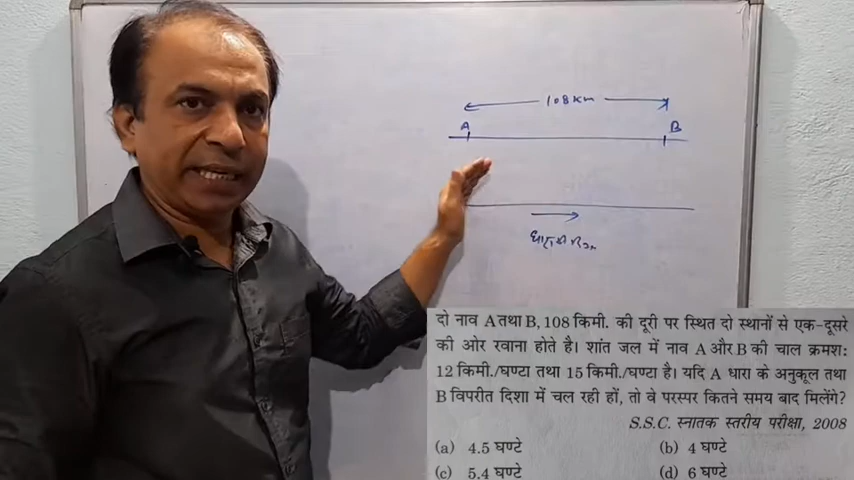 108 km
A
B
धारा की दिशा
दो नाव A तथा B, 108 किमी. की दूरी पर स्थित दो स्थानों से एक-दूसरे
की ओर रवाना होते है। शांत जल में नाव A और B की चाल क्रमश:
12 किमी./घण्टा तथा 15 किमी./घण्टा है। यदि A धारा के अनुकूल तथा
B विपरीत दिशा में चल रही हों, तो वे परस्पर कितने समय बाद मिलेंगे?
S.S.C. स्नातक स्तरीय परीक्षा, 2008
(a) 4.5 घण्टे (b) 4 घण्टे
(c) 5.4 घण्टे (d) 6 घण्टे